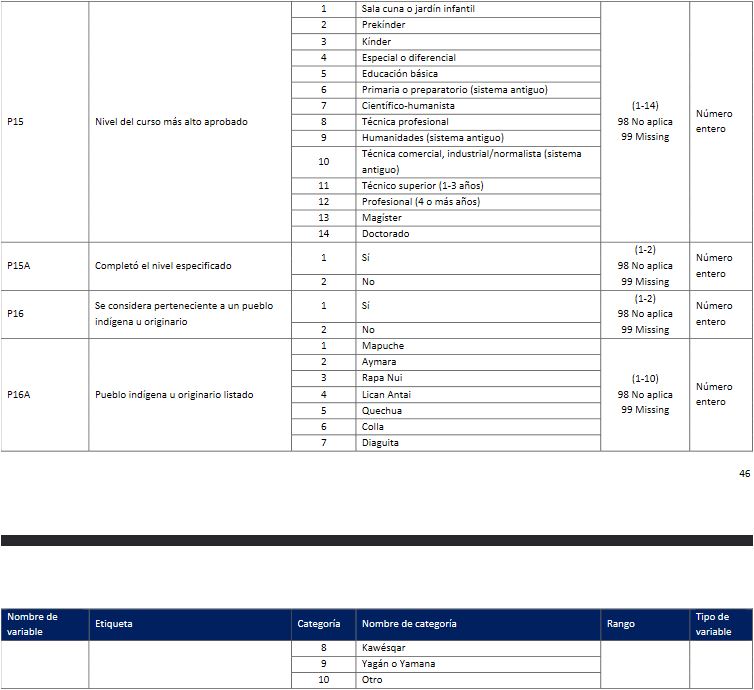 1 Sala cuna o jardín infantil
2 Prekínder
3 Kínder
4 Especial o diferencial
5 Educación básica
6 Primaria o preparatorio (sistema antiguo)
P15 Nivel del curso más alto aprobado 7 Científico-humanista (1-14) 98 No aplica 99 Missing Número entero
8 Técnica profesional
9 Humanidades (sistema antiguo)
10 Técnica comercial, industrial/normalista (sistema
antiguo)
11 Técnico superior (1-3 años)
12 Profesional (4 o más años)
13 Magíster
14 Doctorado
P15A Completó el nivel especificado 1 Sí (1-2) 98 No aplica 99 Missing Número entero
2 No
P16 Se considera perteneciente a un pueblo
indígena u originario 1 Sí (1-2) 98 No aplica 99 Missing Número entero
2 No
1 Mapuche
2 Aymara
3 Rapa Nui
P16A Pueblo indígena u originario listado 4 Lican Antai (1-10) 98 No aplica 99 Missing Número entero
5 Quechua
6 Colla
7 Diaguita
46
Nombre de variable Etiqueta Categoría Nombre de categoría Rango Tipo de variable
8 Kawésqar
9 Yagán o Yamana
10 Otro